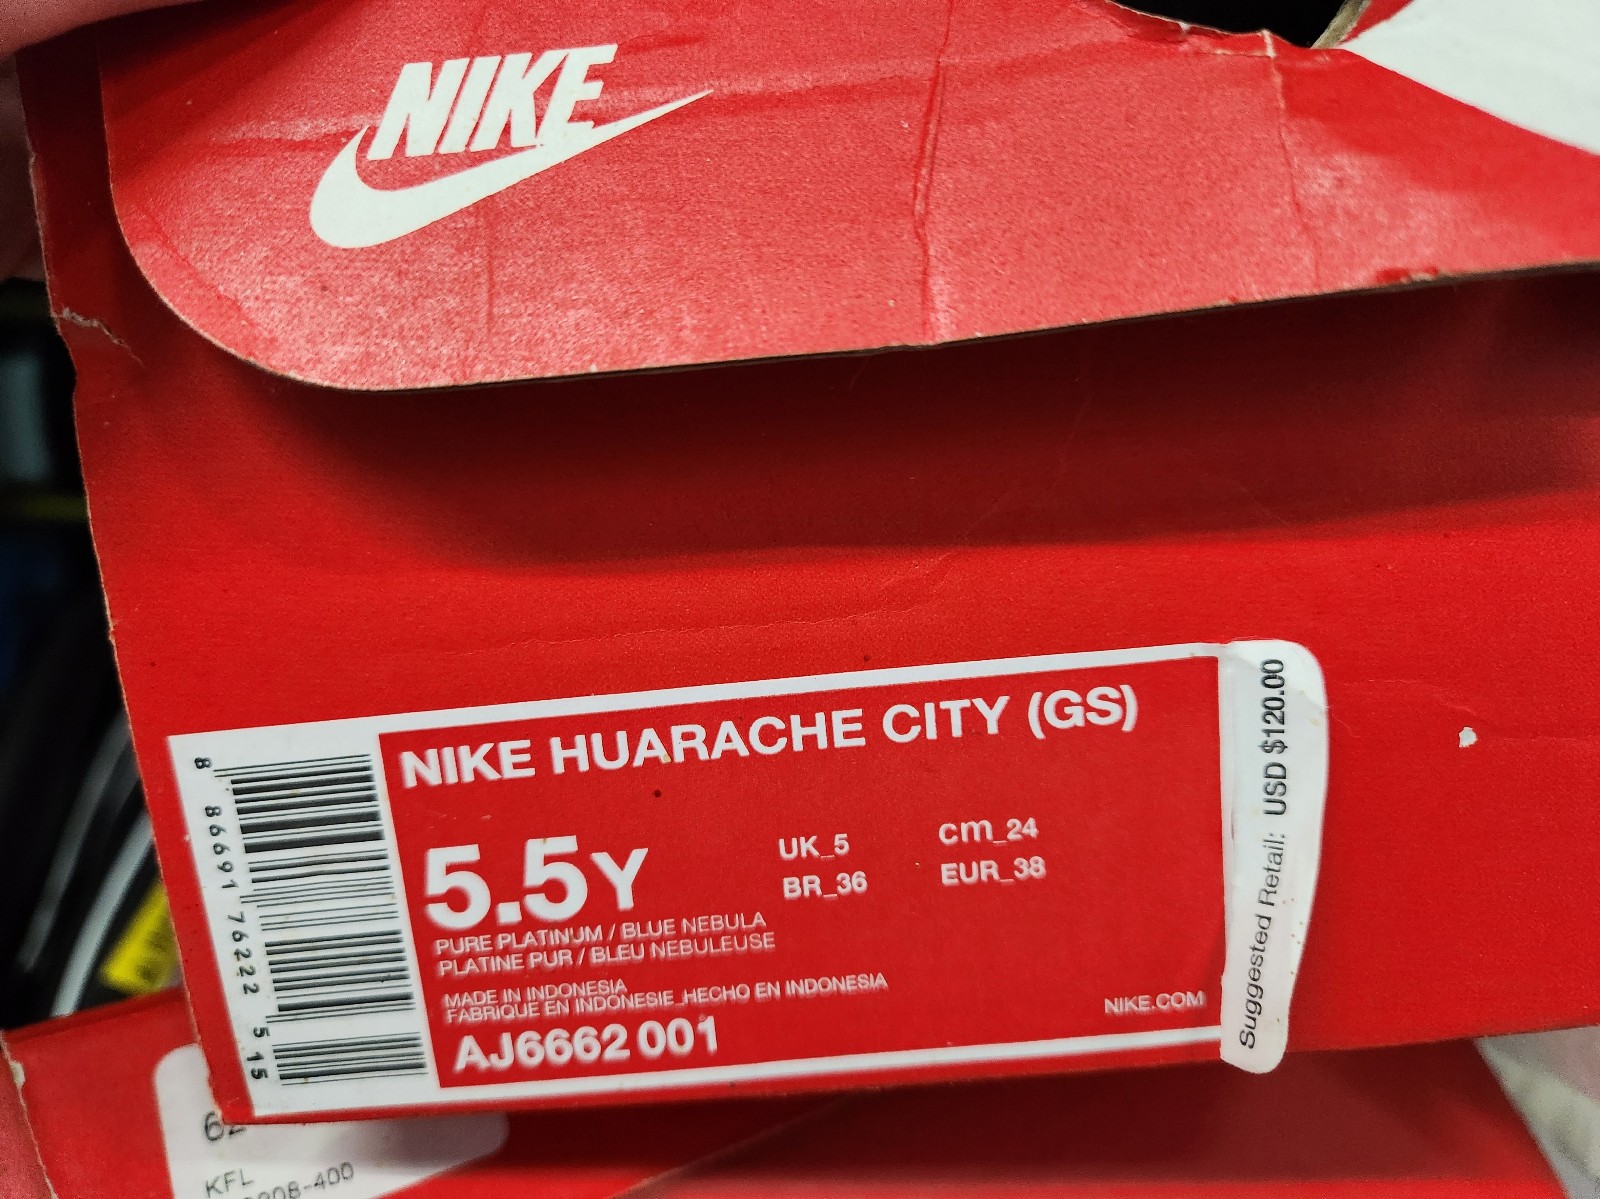 NIKE
NIKE HUARACHE CITY (GS)
5.5Y
UK_5
cm_24
BR_36
EUR_38
PURE PLATINUM / BLUE NEBULA
PLATINE PUR / BLEU NEBULEUSE
MADE IN INDONESIA
FABRIQUE EN INDONESIE_HECHO EN INDONESIA
AJ6662 001
NIKE.COM
8 86691 76222 5 15
Suggested Retail: USD $120.00
KFL